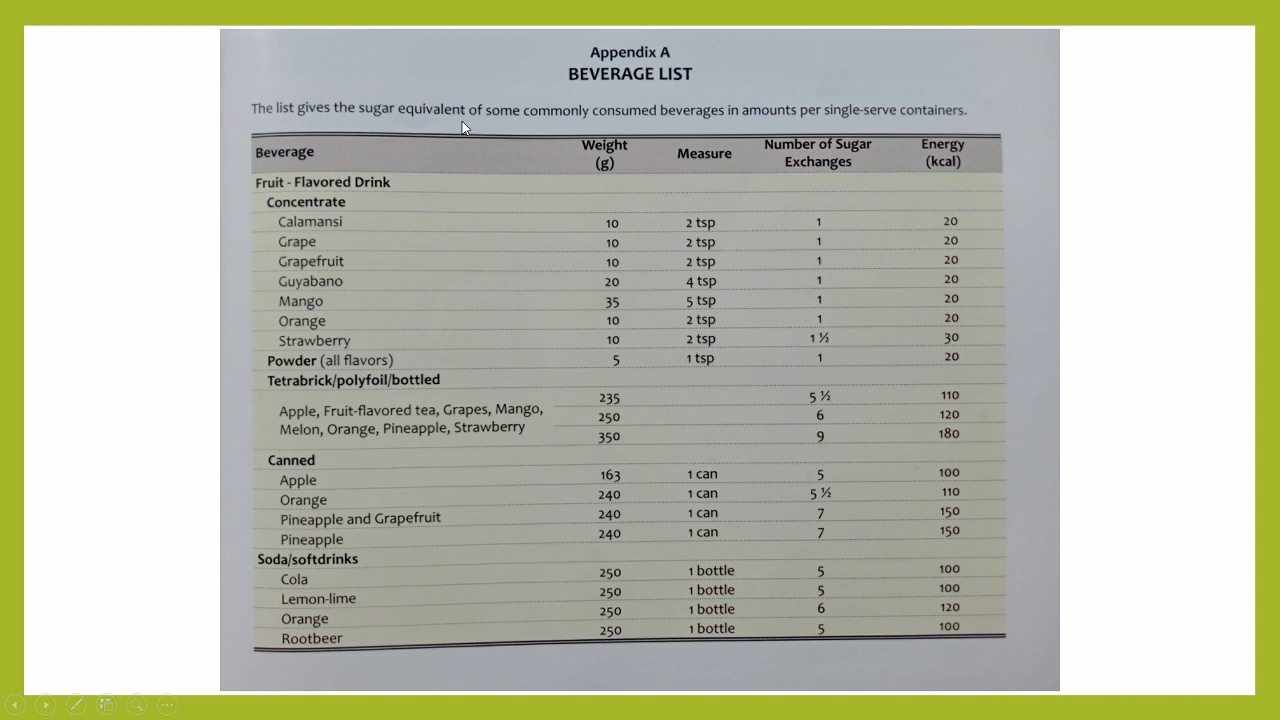 Appendix A
BEVERAGE LIST
The list gives the sugar equivalent of some commonly consumed beverages in amounts per single-serve containers.
Beverage Weight (g) Measure Number of Sugar Exchanges Energy (kcal)
Fruit - Flavored Drink
Concentrate
Calamansi 10 2 tsp 1 20
Grape 10 2 tsp 1 20
Grapefruit 10 2 tsp 1 20
Guyabano 20 4 tsp 1 20
Mango 35 5 tsp 1 20
Orange 10 2 tsp 1 20
Strawberry 10 2 tsp 1 ½ 30
Powder (all flavors) 5 1 tsp 1 20
Tetrabrick/polyfoil/bottled
235 5 ½ 110
Apple, Fruit-flavored tea, Grapes, Mango, 250 6 120
Melon, Orange, Pineapple, Strawberry 350 9 180
Canned
Apple 163 1 can 5 100
Orange 240 1 can 5 ½ 110
Pineapple and Grapefruit 240 1 can 7 150
Pineapple 240 1 can 7 150
Soda/softdrinks
Cola 250 1 bottle 5 100
Lemon-lime 250 1 bottle 5 100
Orange 250 1 bottle 6 120
Rootbeer 250 1 bottle 5 100